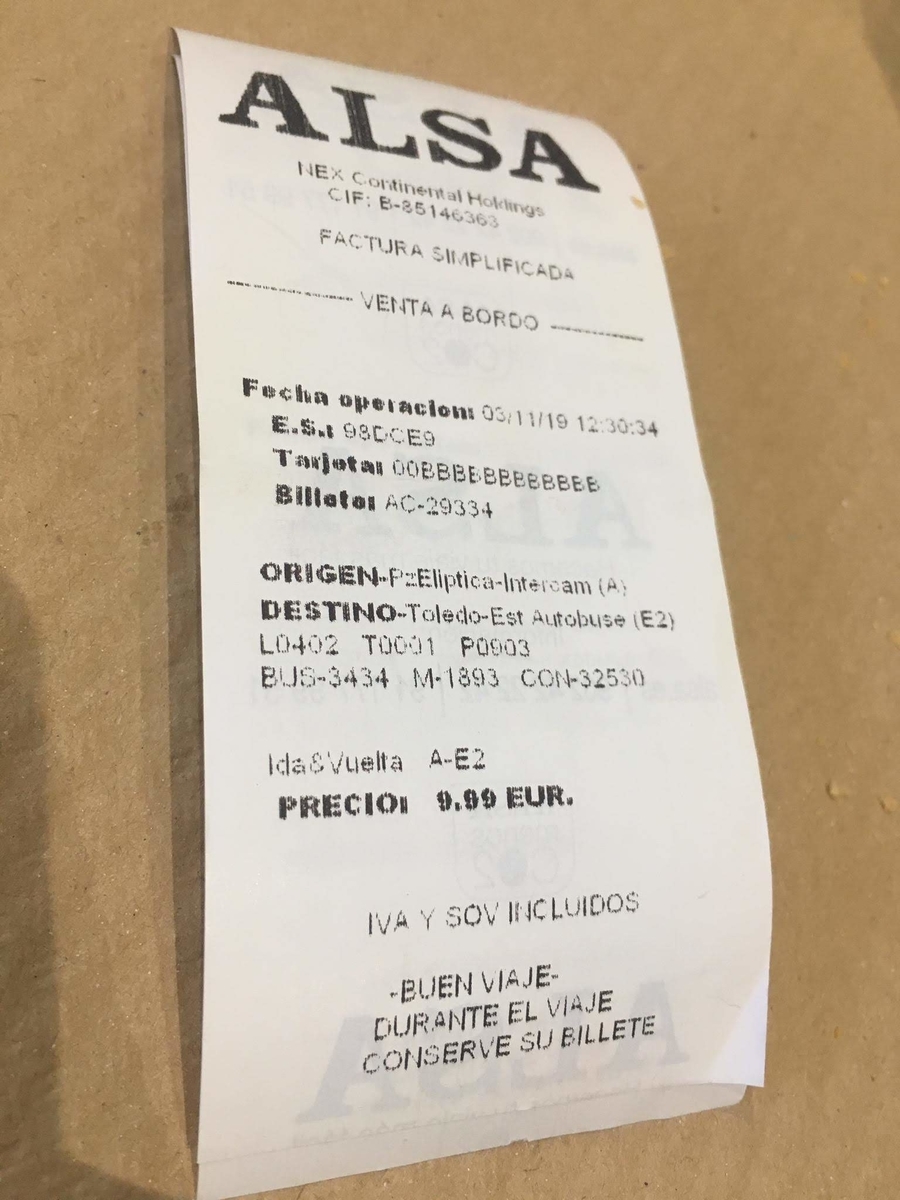 ALSA
NEX Continental Holdings
CIF: B-85146363
FACTURA SIMPLIFICADA
---------------- VENTA A BORDO ----------------
Fecha operacion: 03/11/19 12:30:34
E.S.: 98DCE9
Tarjeta: 00BBBBBBBBBBBBBB
Billete: AC-29334
ORIGEN-PzEliptica-Intercam (A)
DESTINO-Toledo-Est Autobuse (E2)
L0402 T0001 P0903
BUS-3434 M-1893 CON-32530
Ida&Vuelta A-E2
PRECIO: 9.99 EUR.
IVA Y SOV INCLUIDOS
-BUEN VIAJE-
DURANTE EL VIAJE
CONSERVE SU BILLETE